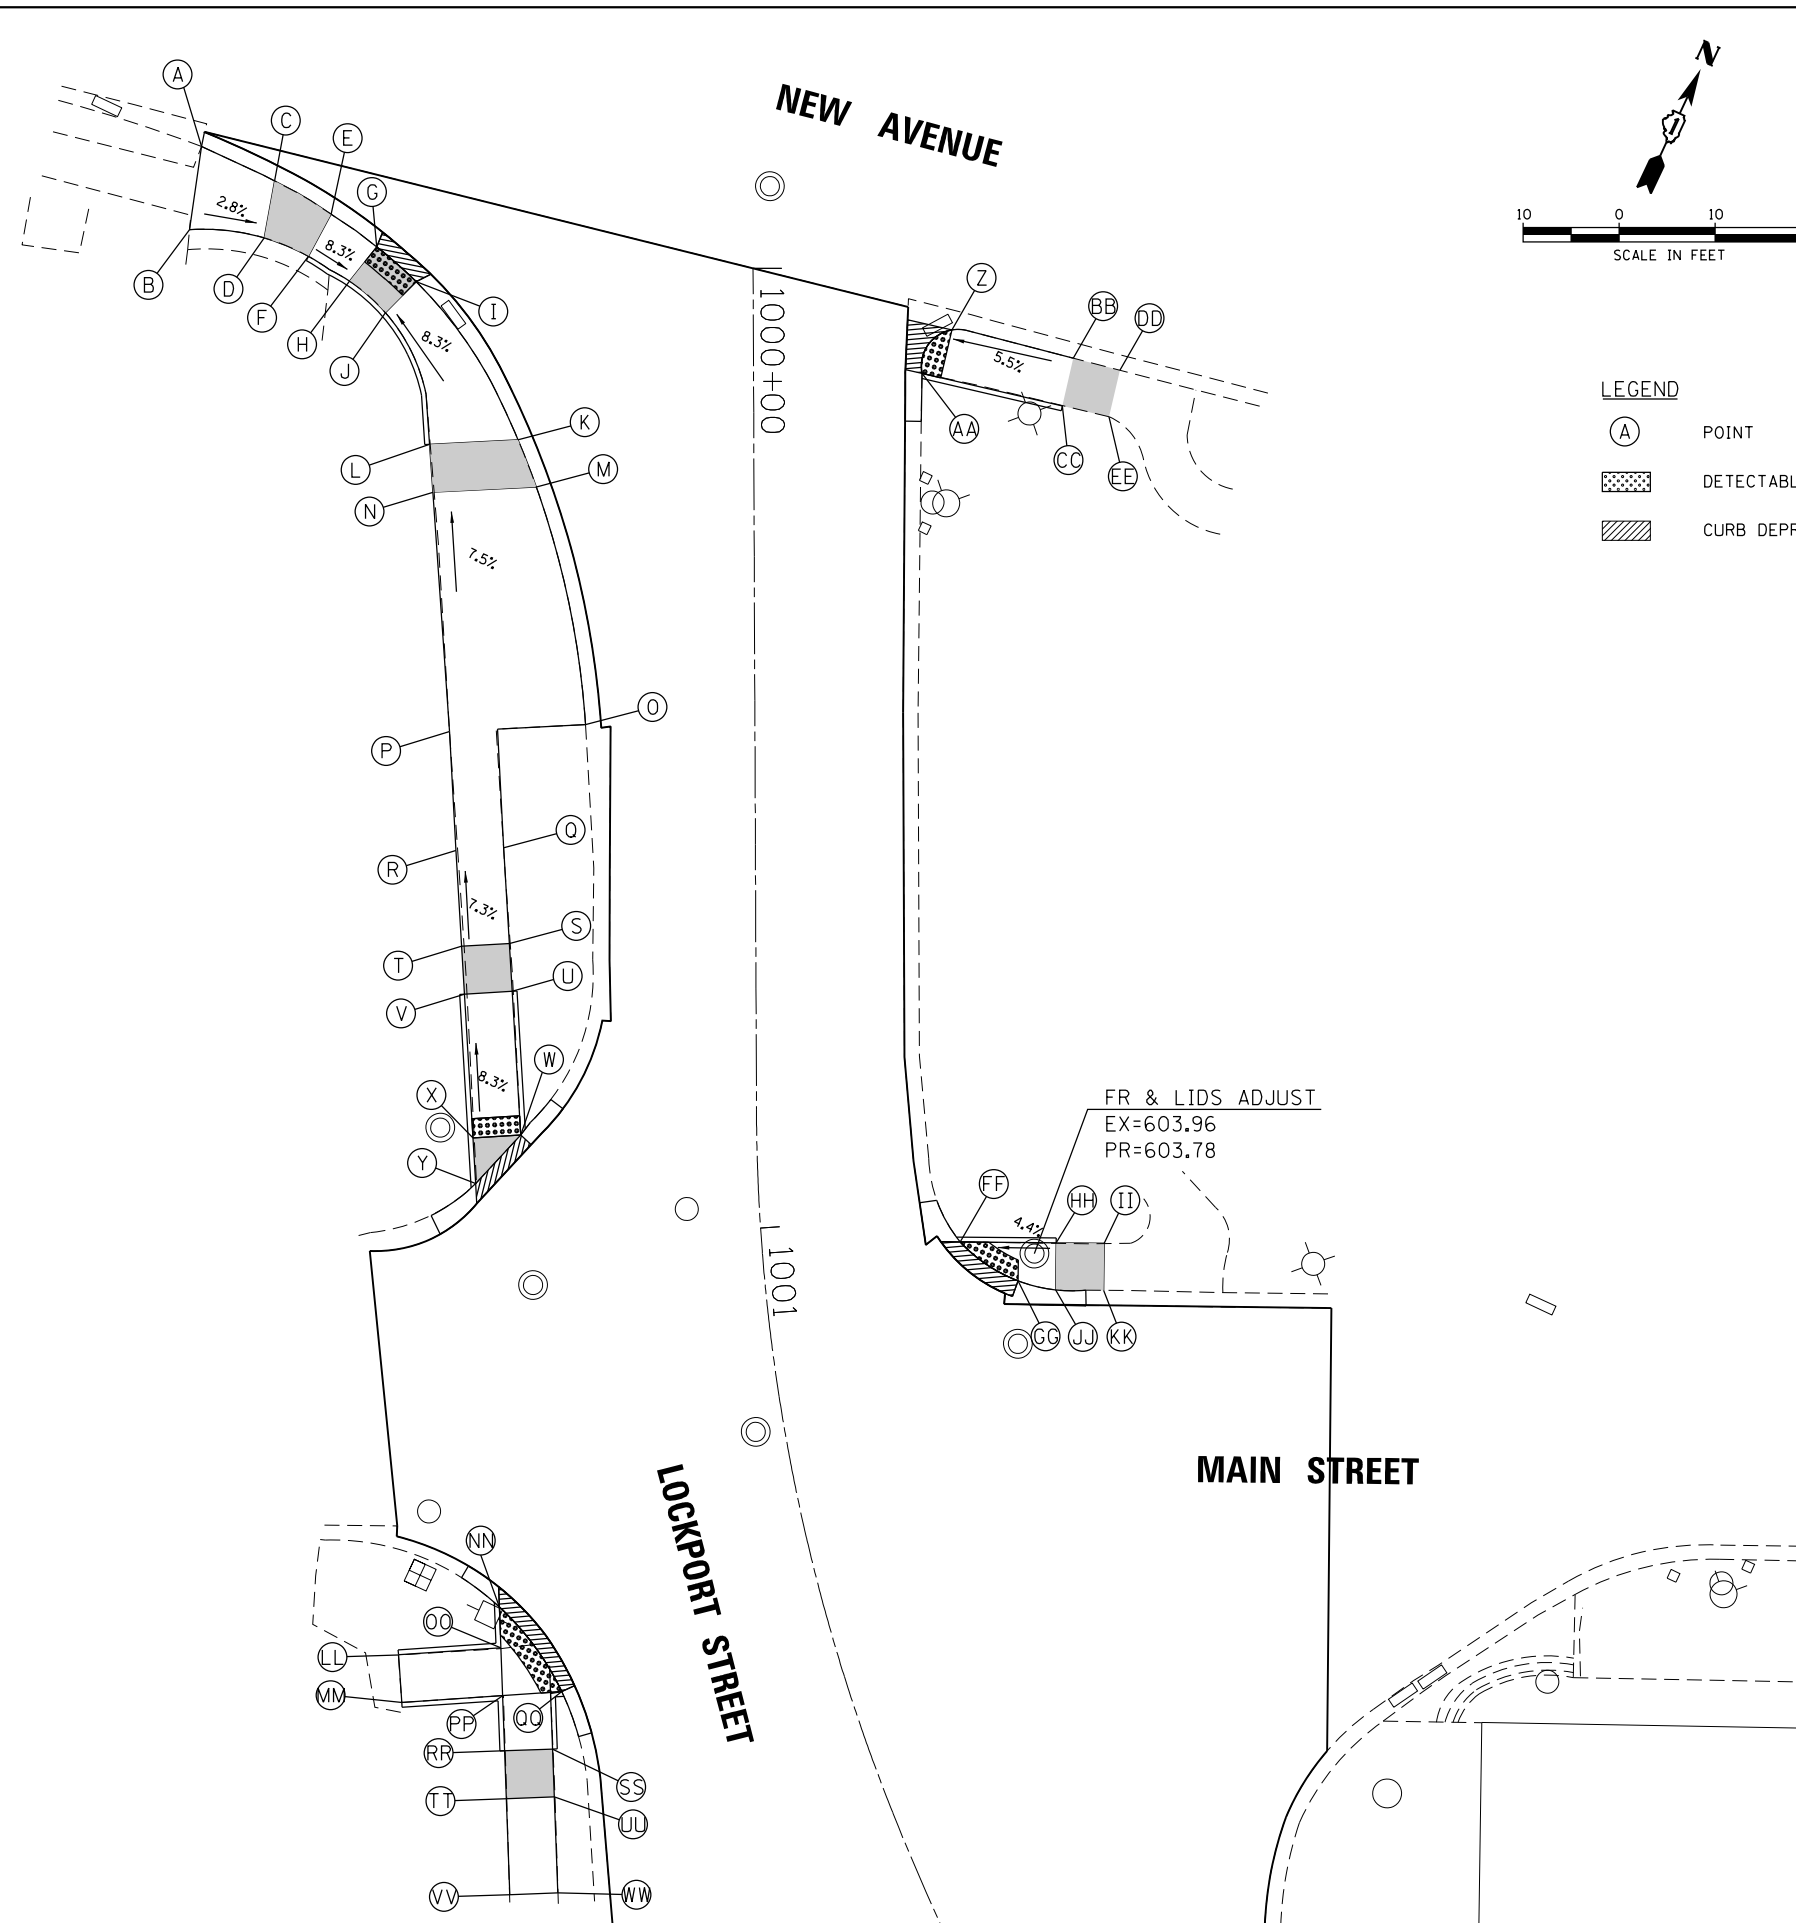 N
NEW AVENUE
A
C
E
G
2.8%
8.3%
B
D
F
H
J
I
8.3%
10 0 10
SCALE IN FEET
1000+00
Z
BB
DD
5.5%
AA
CC
EE
LEGEND
A POINT
DETECTABL
CURB DEPR
K
L
M
N
7.5%
O
P
Q
R
7.3%
S
T
U
V
W
8.3%
X
Y
FR & LIDS ADJUST
EX=603.96
PR=603.78
FF
HH
II
4.4%
GG
JJ
KK
1001
MAIN STREET
LOCKPORT STREET
NN
OO
LL
MM
PP
QQ
RR
SS
TT
UU
VV
WW